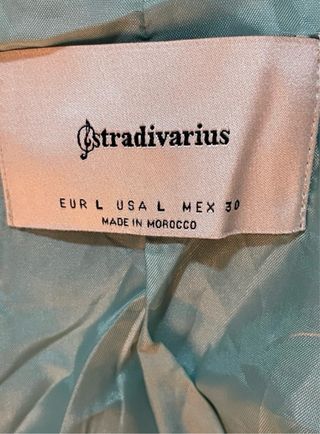 stradivarius
EUR L USA L MEX 30
MADE IN MOROCCO